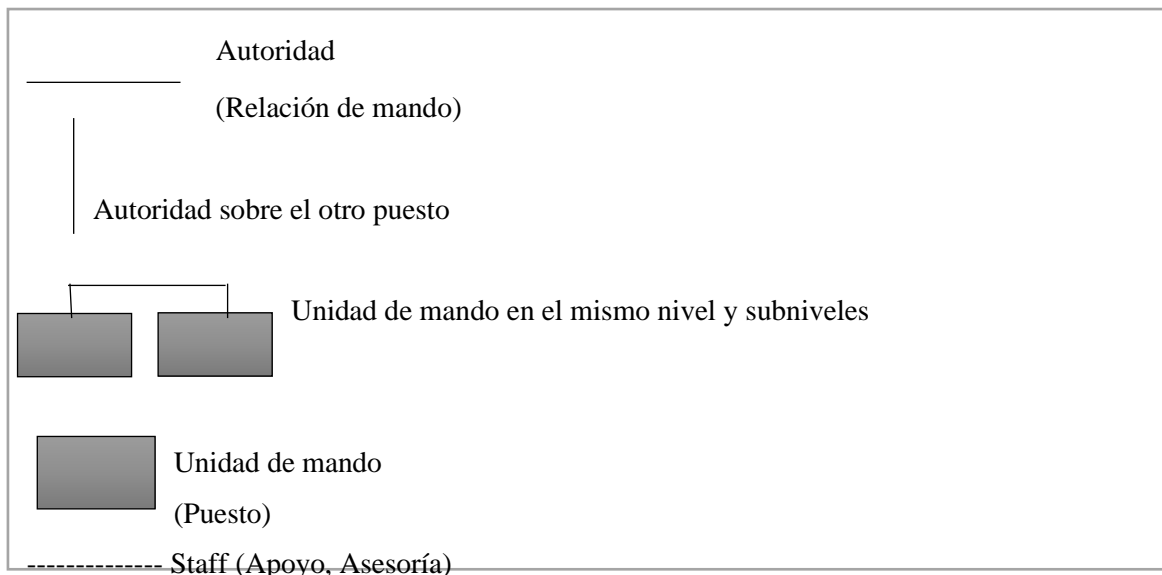 Autoridad
(Relación de mando)
Autoridad sobre el otro puesto
Unidad de mando en el mismo nivel y subniveles
Unidad de mando
(Puesto)
Staff (Apoyo, Asesoría)